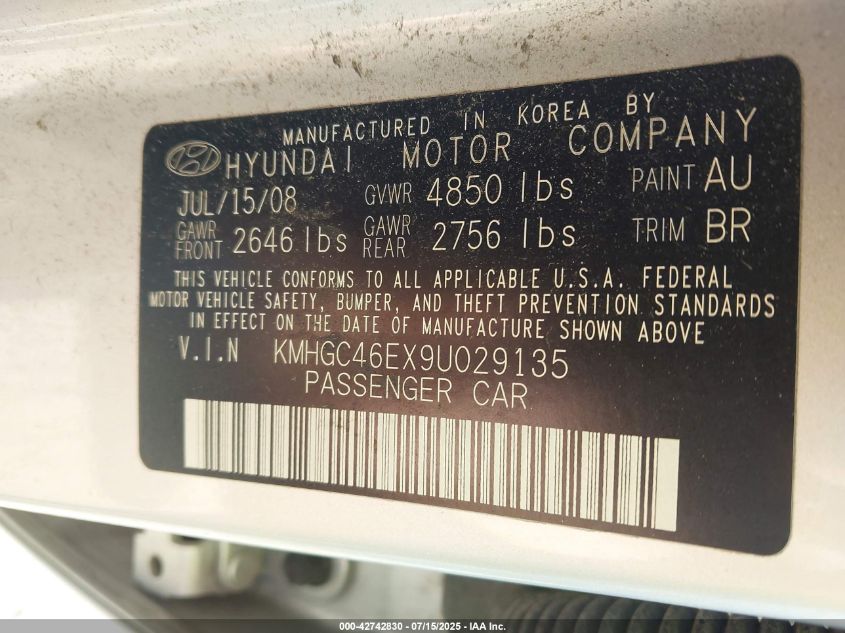 MANUFACTURED IN KOREA BY
HYUNDAI MOTOR COMPANY
JUL/15/08 GVWR 4850 lbs PAINT AU
GAWR FRONT 2646 lbs GAWR REAR 2756 lbs TRIM BR
THIS VEHICLE CONFORMS TO ALL APPLICABLE U.S.A. FEDERAL
MOTOR VEHICLE SAFETY, BUMPER, AND THEFT PREVENTION STANDARDS
IN EFFECT ON THE DATE OF MANUFACTURE SHOWN ABOVE
V.I.N KMHGC46EX9U029135
PASSENGER CAR
000-42742830 - 07/15/2025 - IAA Inc.